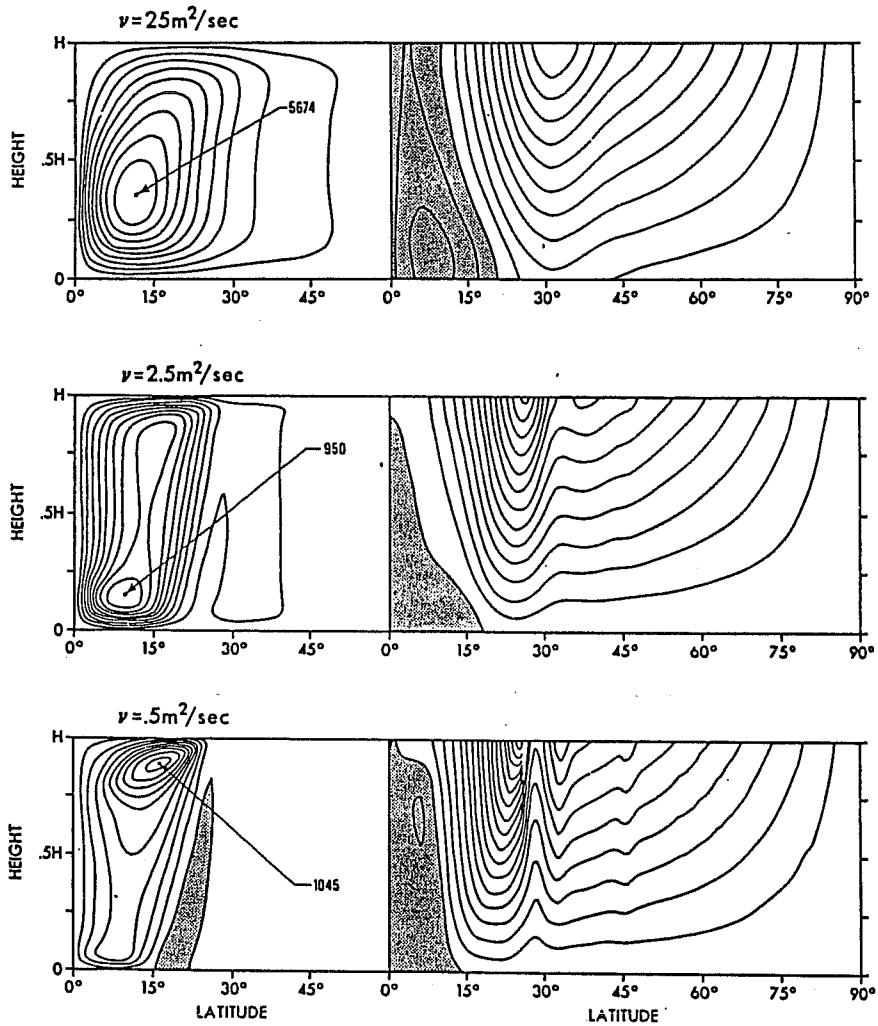 ν=25m²/sec
H
HEIGHT
.5H
0
5674
0° 15° 30° 45°
0° 15° 30° 45° 60° 75° 90°
ν=2.5m²/sec
H
HEIGHT
.5H
0
950
0° 15° 30° 45°
0° 15° 30° 45° 60° 75° 90°
ν=.5m²/sec
H
HEIGHT
.5H
0
1045
0° 15° 30° 45°
0° 15° 30° 45° 60° 75° 90°
LATITUDE
LATITUDE